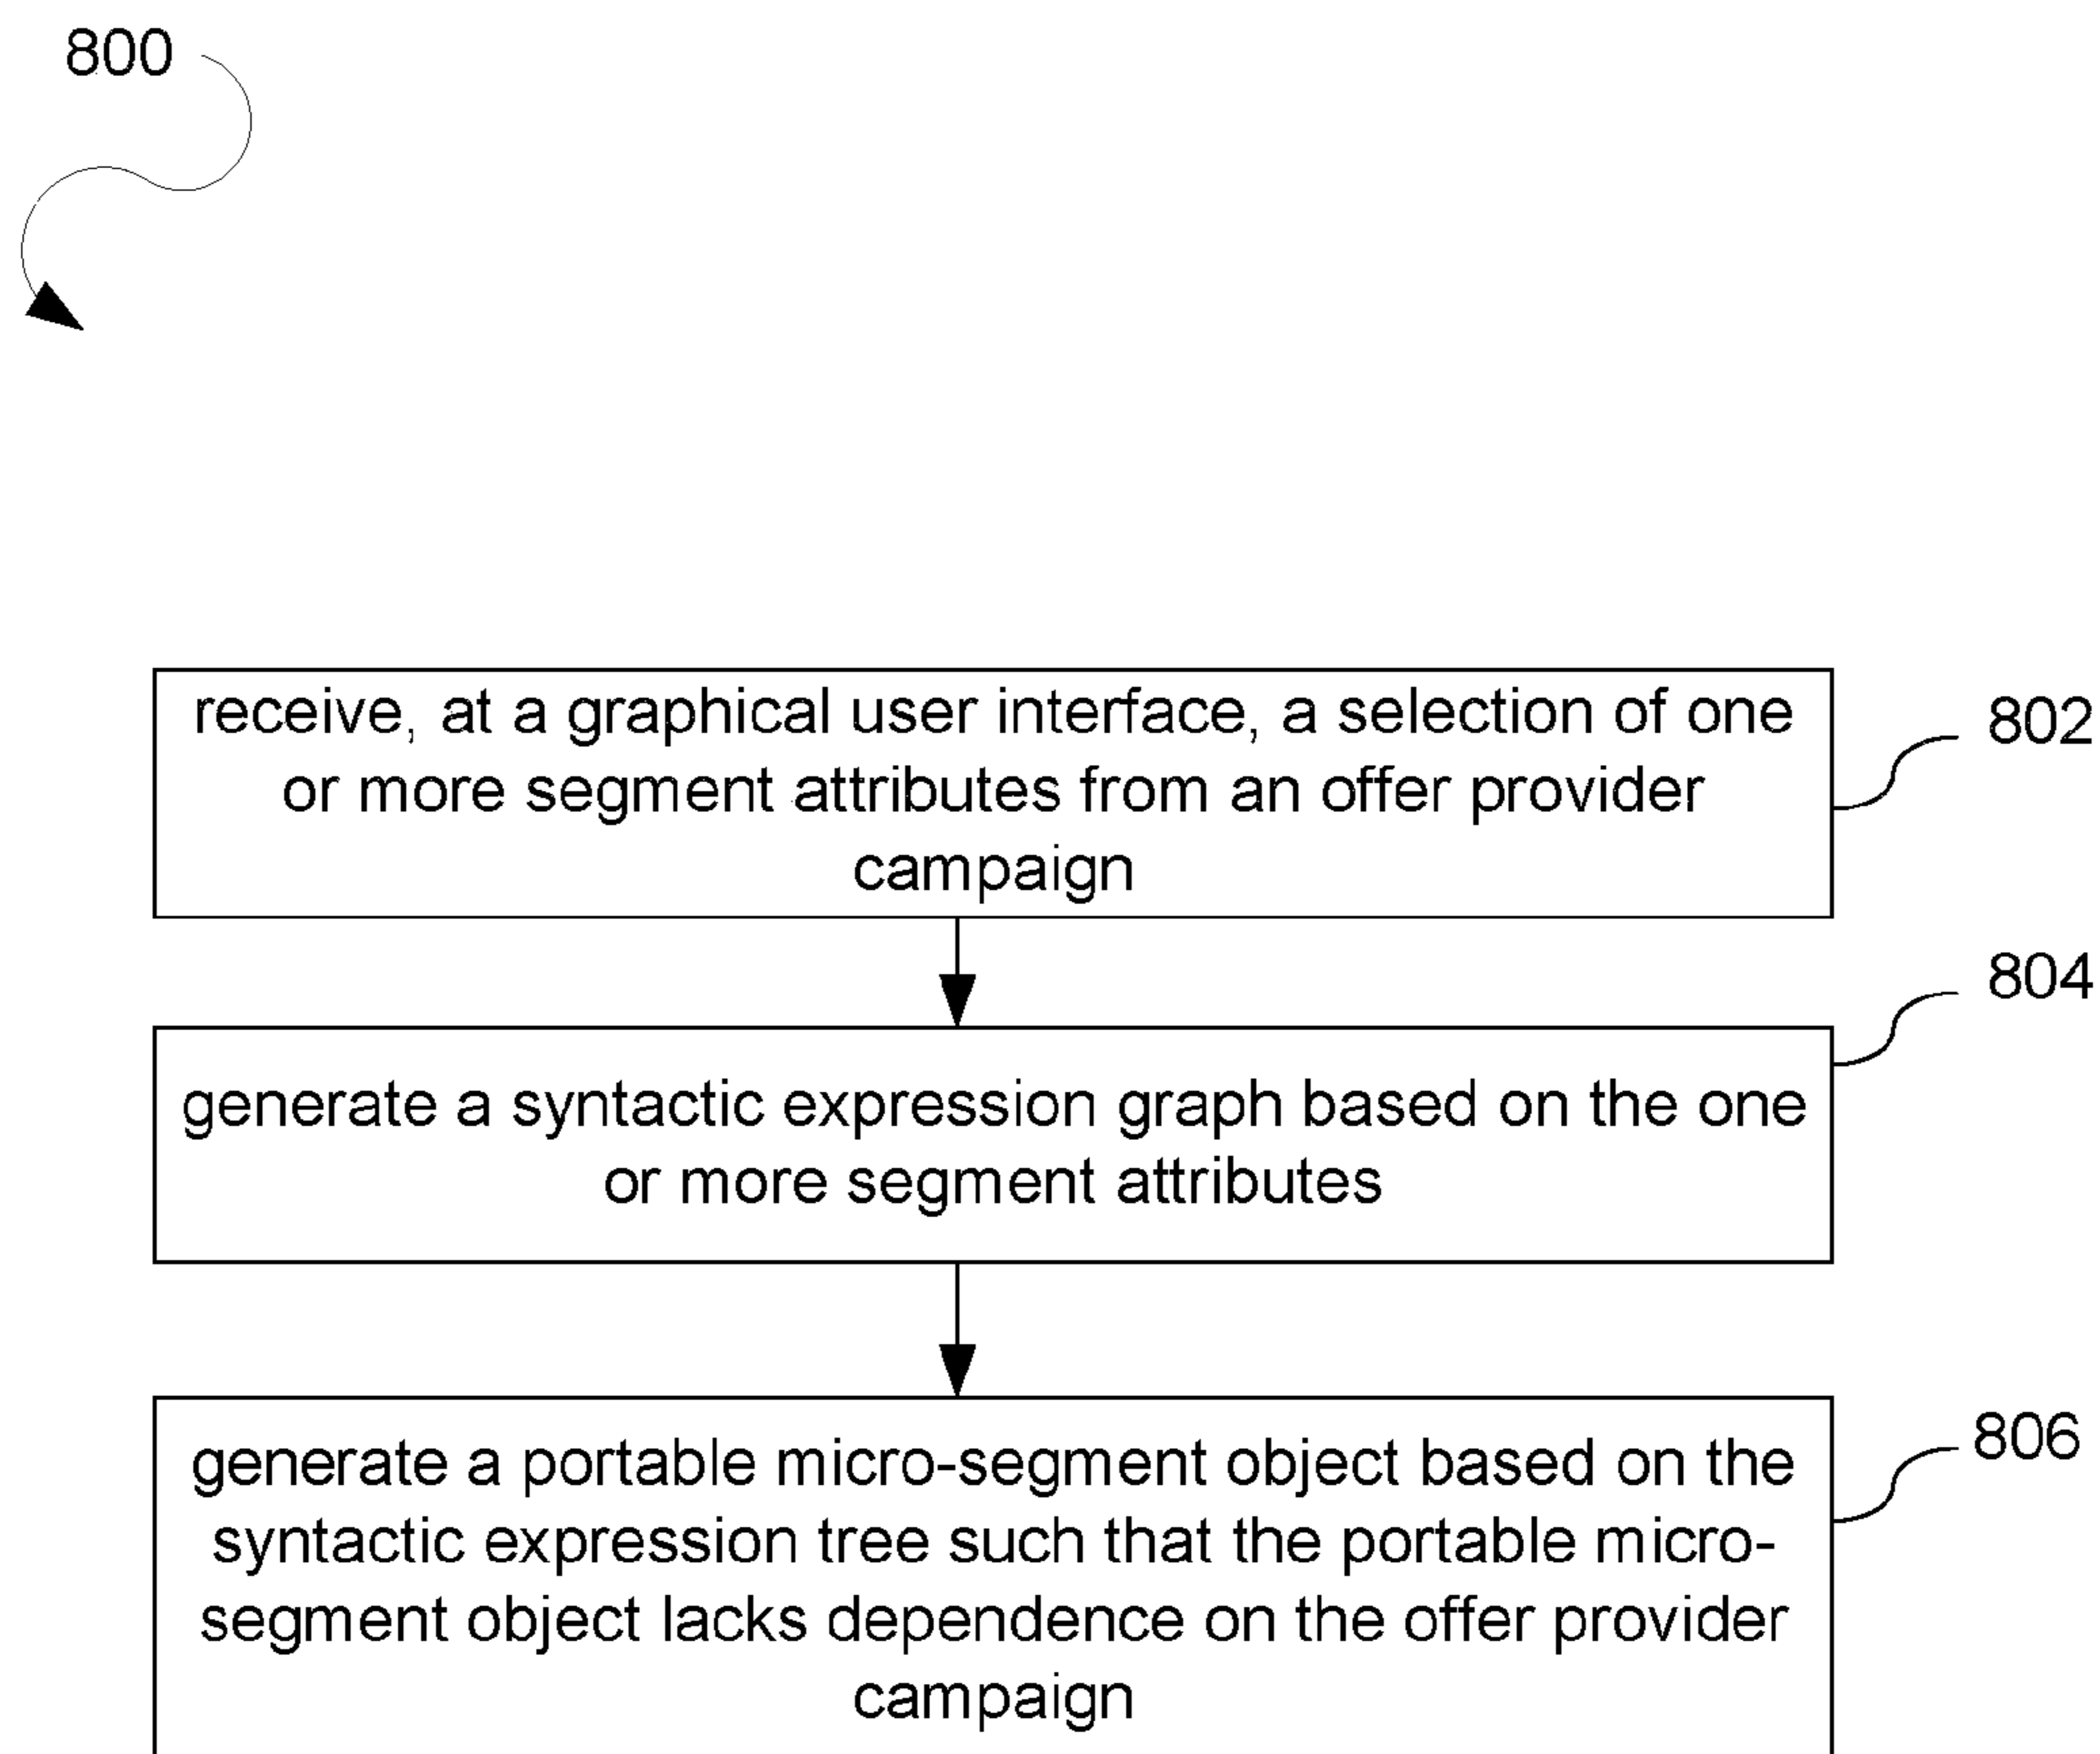 800
receive, at a graphical user interface, a selection of one
or more segment attributes from an offer provider
campaign
802
804
generate a syntactic expression graph based on the one
or more segment attributes
generate a portable micro-segment object based on the
syntactic expression tree such that the portable micro-
segment object lacks dependence on the offer provider
campaign
806